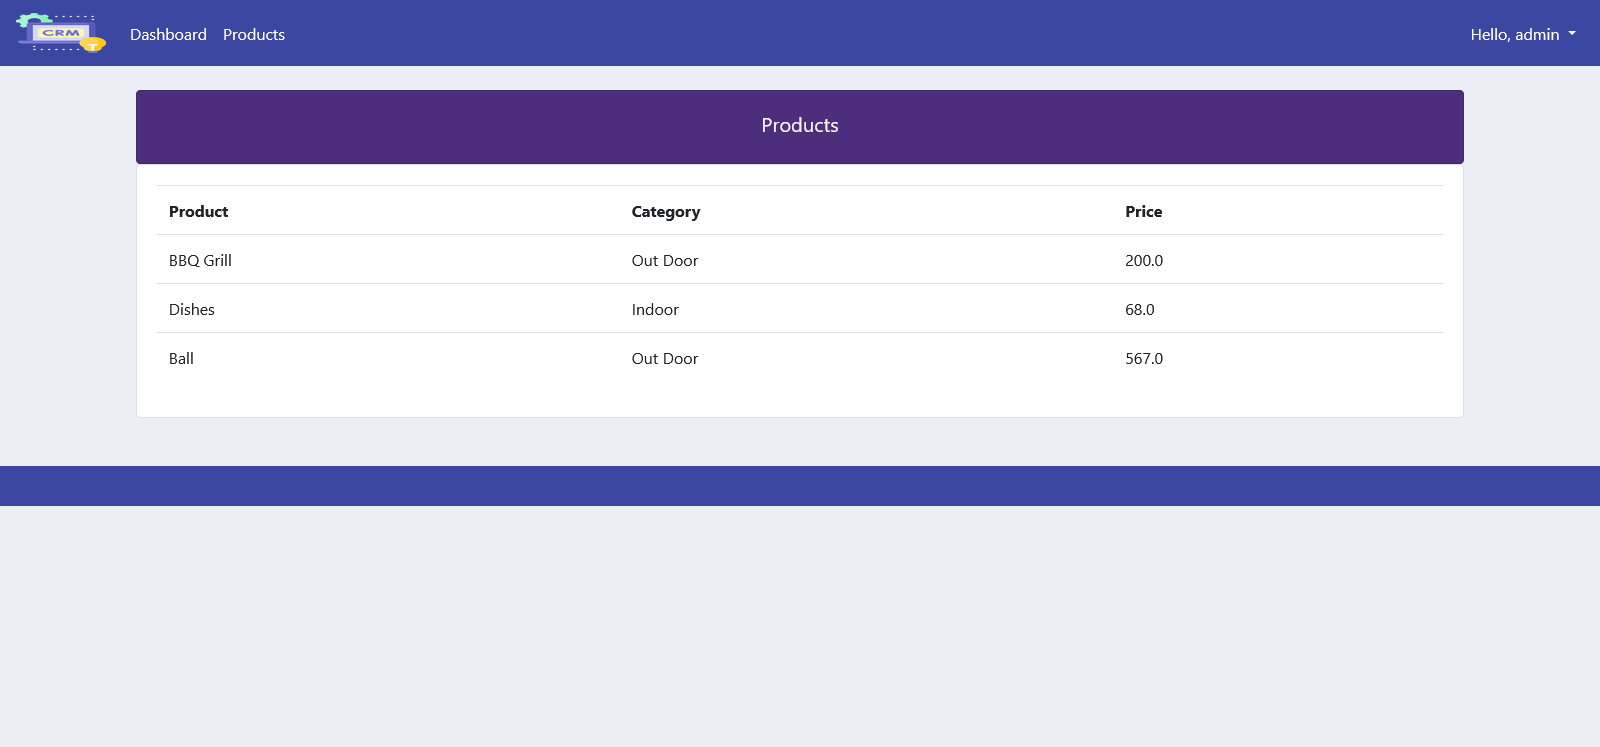 CRM
T
Dashboard Products Hello, admin
Products
Product Category Price
BBQ Grill Out Door 200.0
Dishes Indoor 68.0
Ball Out Door 567.0